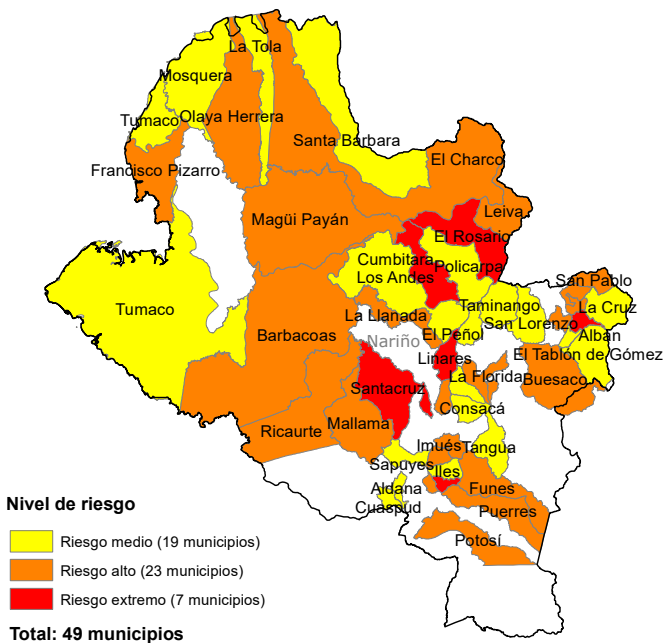 La Tola
Mosquera
Tumaco
Olaya Herrera
Santa Bárbara
El Charco
Francisco Pizarro
Leiva
Magüi Payán
El Rosario
Cumbitara
Policarpa
Los Andes
San Pablo
Tumaco
Taminango
La Cruz
La Llanada
San Lorenzo
Barbacoas
El Peñol
Albán
Nariño
Linares
El Tablón de Gómez
La Florida
Buesaco
Santacruz
Consacá
Mallama
Ricaurte
Imués
Tangua
Sapuyes
Iles
Aldana
Funes
Cuaspud
Puerres
Potosí
Nivel de riesgo
Riesgo medio (19 municipios)
Riesgo alto (23 municipios)
Riesgo extremo (7 municipios)
Total: 49 municipios